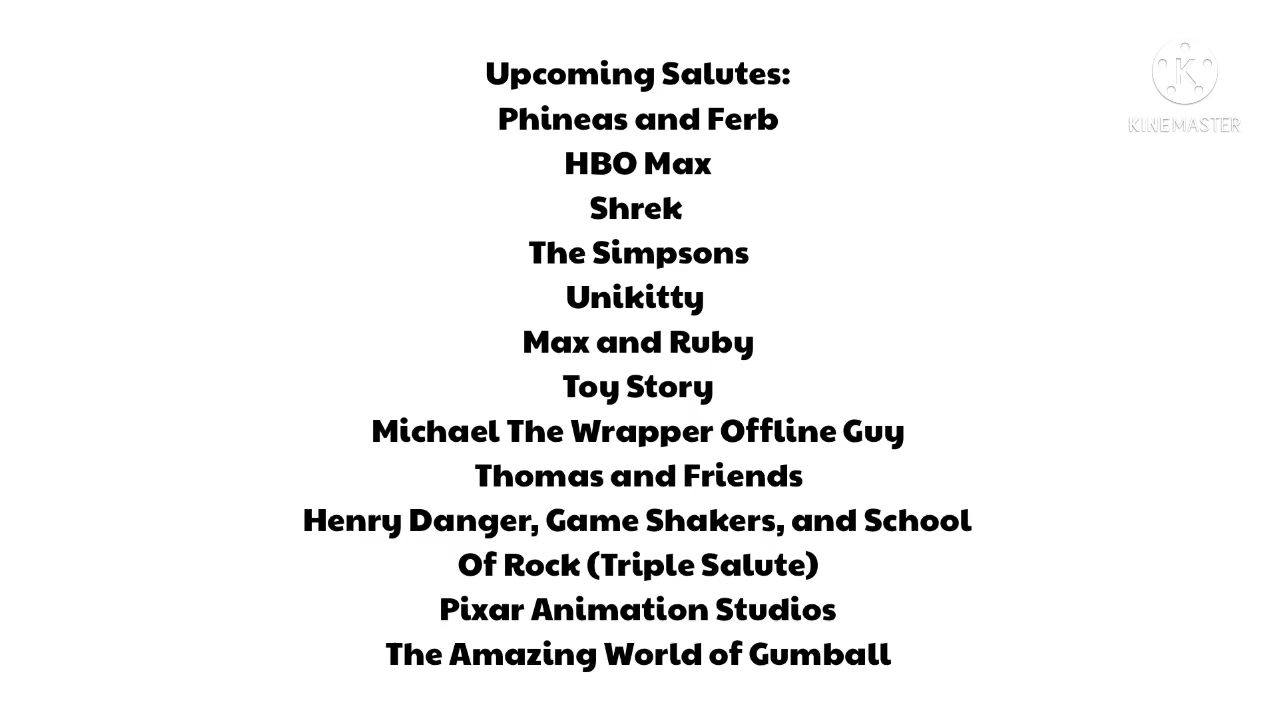 Upcoming Salutes:
Phineas and Ferb
HBO Max
Shrek
The Simpsons
Unikitty
Max and Ruby
Toy Story
Michael The Wrapper Offline Guy
Thomas and Friends
Henry Danger, Game Shakers, and School
Of Rock (Triple Salute)
Pixar Animation Studios
The Amazing World of Gumball
K
KINEMASTER